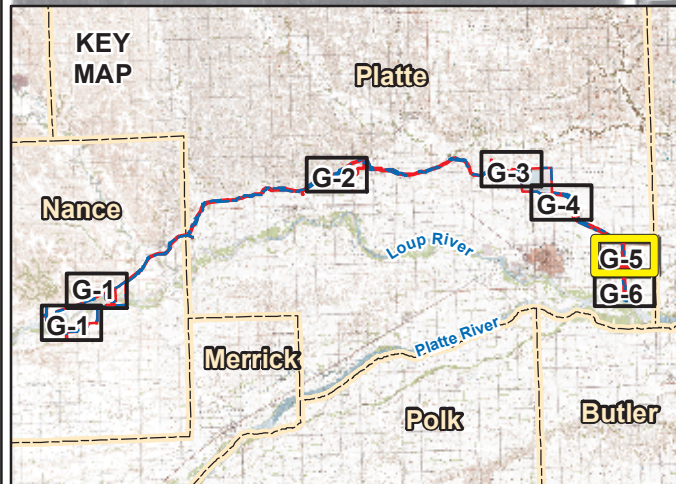 KEY
MAP
Platte
G-2
G-3
Nance
G-4
Loup River
G-5
G-1
G-6
G-1
Platte River
Merrick
Polk
Butler